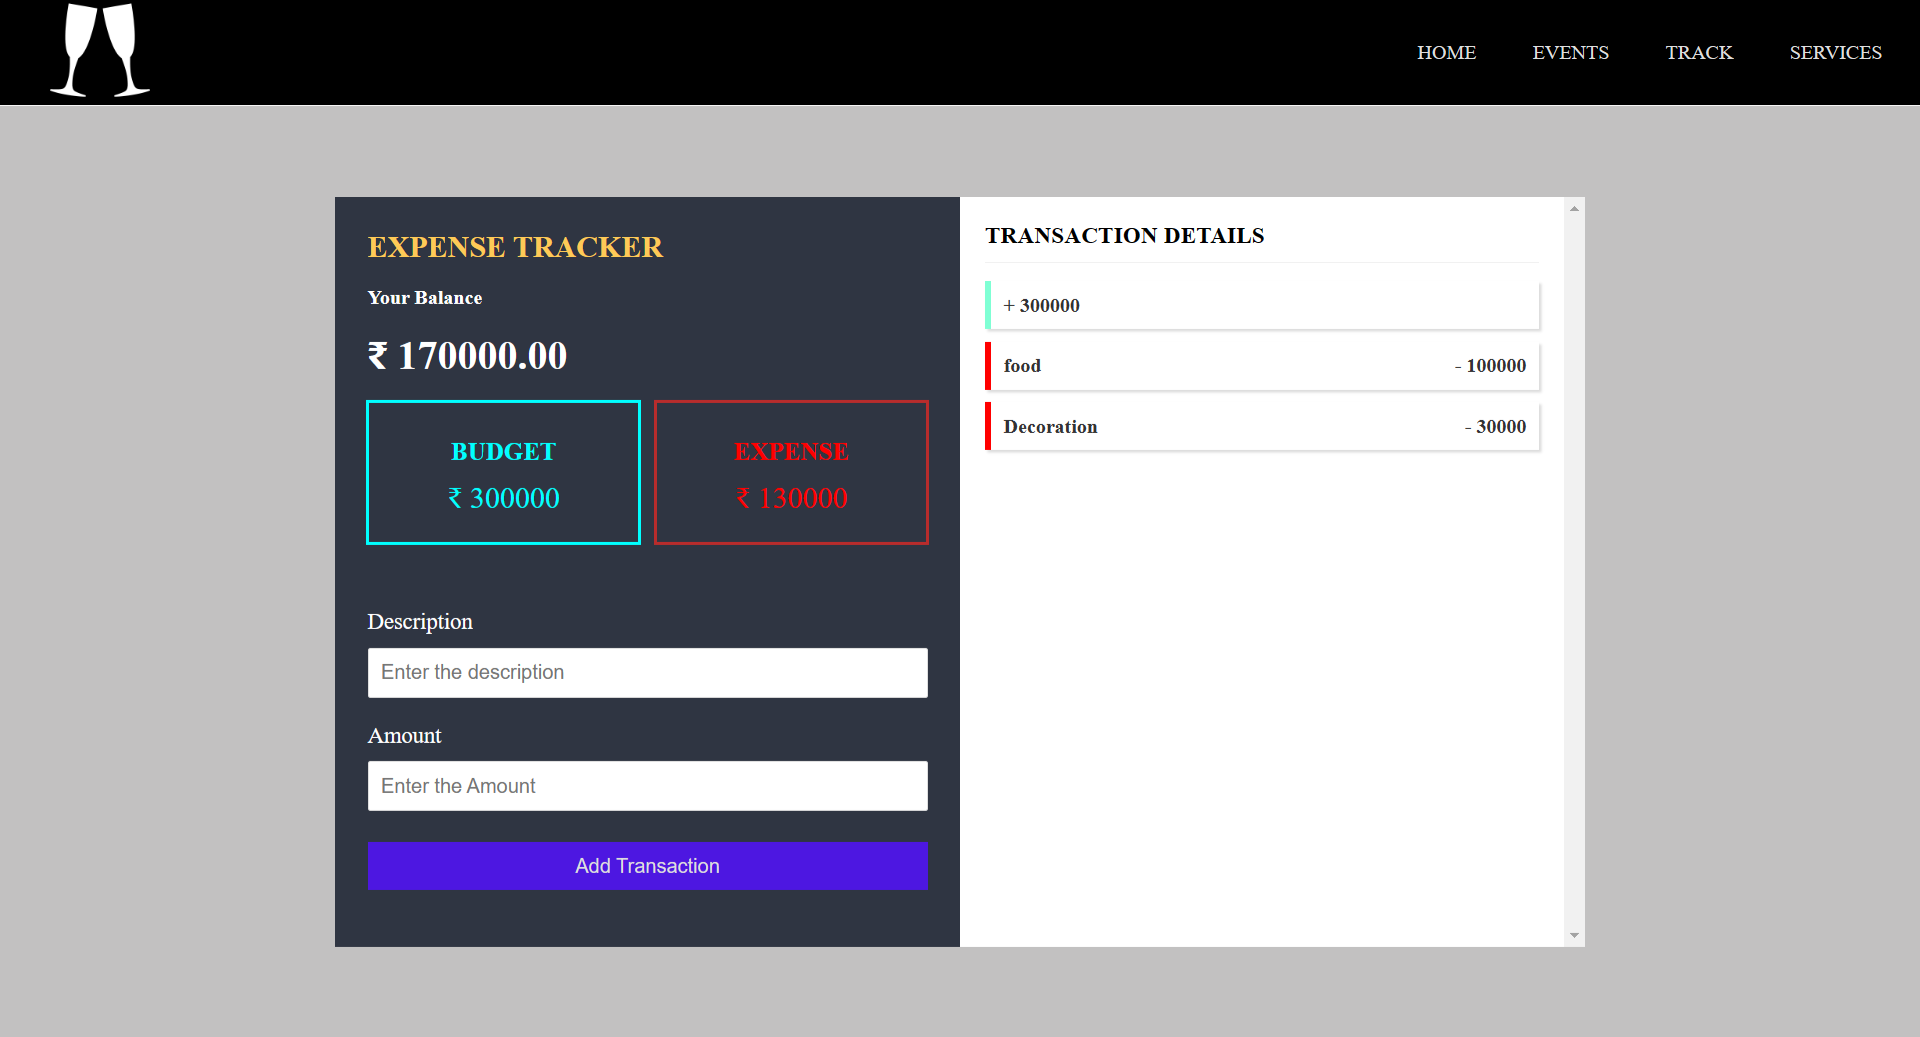 HOME EVENTS TRACK SERVICES
EXPENSE TRACKER
Your Balance
₹ 170000.00
BUDGET
₹ 300000
EXPENSE
₹ 130000
Description
Enter the description
Amount
Enter the Amount
Add Transaction
TRANSACTION DETAILS
+ 300000
food - 100000
Decoration - 30000